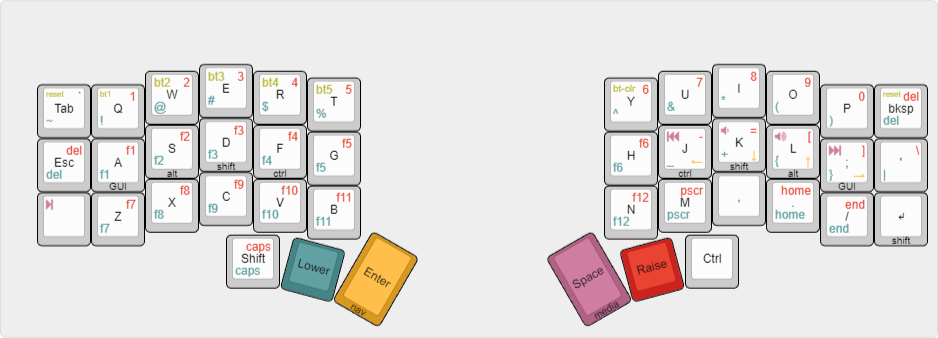 reset `
Tab
~
bt1 1
Q
!
bt2 2
W
@
bt3 3
E
#
bt4 4
R
$
bt5 5
T
%
bt-clr 6
Y
^
7
U
&
8
I
*
9
O
(
0
P
)
reset del
bksp
del
del
Esc
del
f1
A
f1
GUI
f2
S
f2
alt
f3
D
f3
shift
f4
F
f4
ctrl
f5
G
f5
f6
H
f6
⏮ -
J
_ ←
ctrl
🔉 =
K
+ ↓
shift
🔊 [
L
{ ↑
alt
⏭ ]
;
} →
GUI
\
'
|
f7
Z
f7
f8
X
f8
f9
C
f9
f10
V
f10
f11
B
f11
f12
N
f12
pscr
M
pscr
,
home
.
home
end
/
end
↵
shift
caps
Shift
caps
Lower
Enter
nav
Space
media
Raise
Ctrl